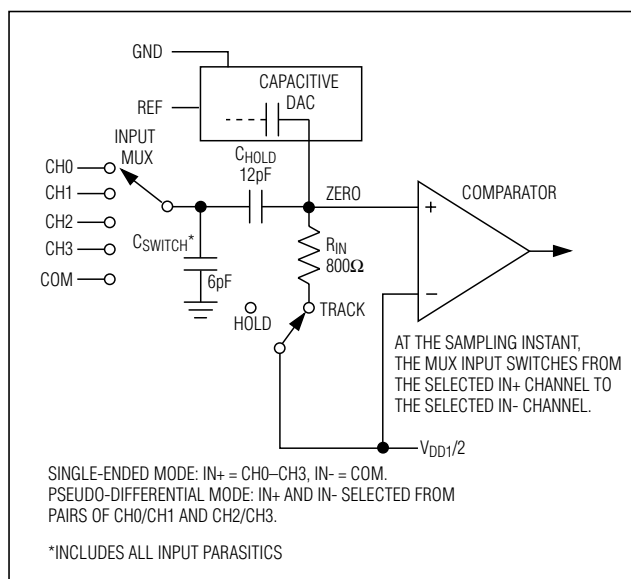 GND
CAPACITIVE
DAC
REF
INPUT
MUX
CHOLD
12pF
ZERO
COMPARATOR
CH0
CH1
CH2
CH3
COM
CSWITCH*
6pF
RIN
800Ω
+
−
HOLD
TRACK
AT THE SAMPLING INSTANT,
THE MUX INPUT SWITCHES FROM
THE SELECTED IN+ CHANNEL TO
THE SELECTED IN- CHANNEL.
VDD1/2
SINGLE-ENDED MODE: IN+ = CH0–CH3, IN- = COM.
PSEUDO-DIFFERENTIAL MODE: IN+ AND IN- SELECTED FROM
PAIRS OF CH0/CH1 AND CH2/CH3.
*INCLUDES ALL INPUT PARASITICS